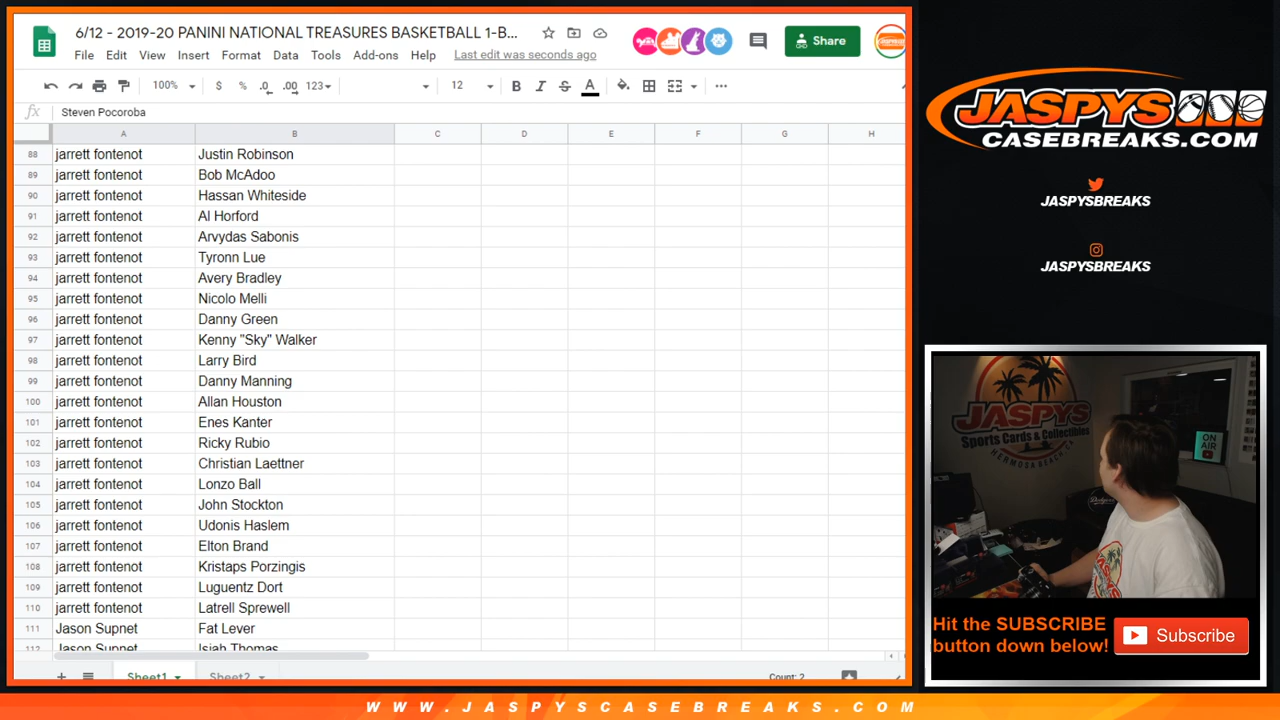 6/12 - 2019-20 PANINI NATIONAL TREASURES BASKETBALL 1-B...
File Edit View Insert Format Data Tools Add-ons Help Last edit was seconds ago
Share
100% $ % .0 .00 123 12 B I S A
fx Steven Pocoroba
A B C D E F G H
88 jarrett fontenot Justin Robinson
89 jarrett fontenot Bob McAdoo
90 jarrett fontenot Hassan Whiteside
91 jarrett fontenot Al Horford
92 jarrett fontenot Arvydas Sabonis
93 jarrett fontenot Tyronn Lue
94 jarrett fontenot Avery Bradley
95 jarrett fontenot Nicolo Melli
96 jarrett fontenot Danny Green
97 jarrett fontenot Kenny "Sky" Walker
98 jarrett fontenot Larry Bird
99 jarrett fontenot Danny Manning
100 jarrett fontenot Allan Houston
101 jarrett fontenot Enes Kanter
102 jarrett fontenot Ricky Rubio
103 jarrett fontenot Christian Laettner
104 jarrett fontenot Lonzo Ball
105 jarrett fontenot John Stockton
106 jarrett fontenot Udonis Haslem
107 jarrett fontenot Elton Brand
108 jarrett fontenot Kristaps Porzingis
109 jarrett fontenot Luguentz Dort
110 jarrett fontenot Latrell Sprewell
111 Jason Supnet Fat Lever
112 Jason Supnet Isiah Thomas
Sheet1 Sheet2 Count: 2
JASPYS
CASEBREAKS.COM
JASPYSBREAKS
JASPYSBREAKS
JASPYS
Sports Cards & Collectibles
HERMOSA BEACH CA
ON
AIR
Hit the SUBSCRIBE
button down below!
Subscribe
WWW.JASPYSCASEBREAKS.COM